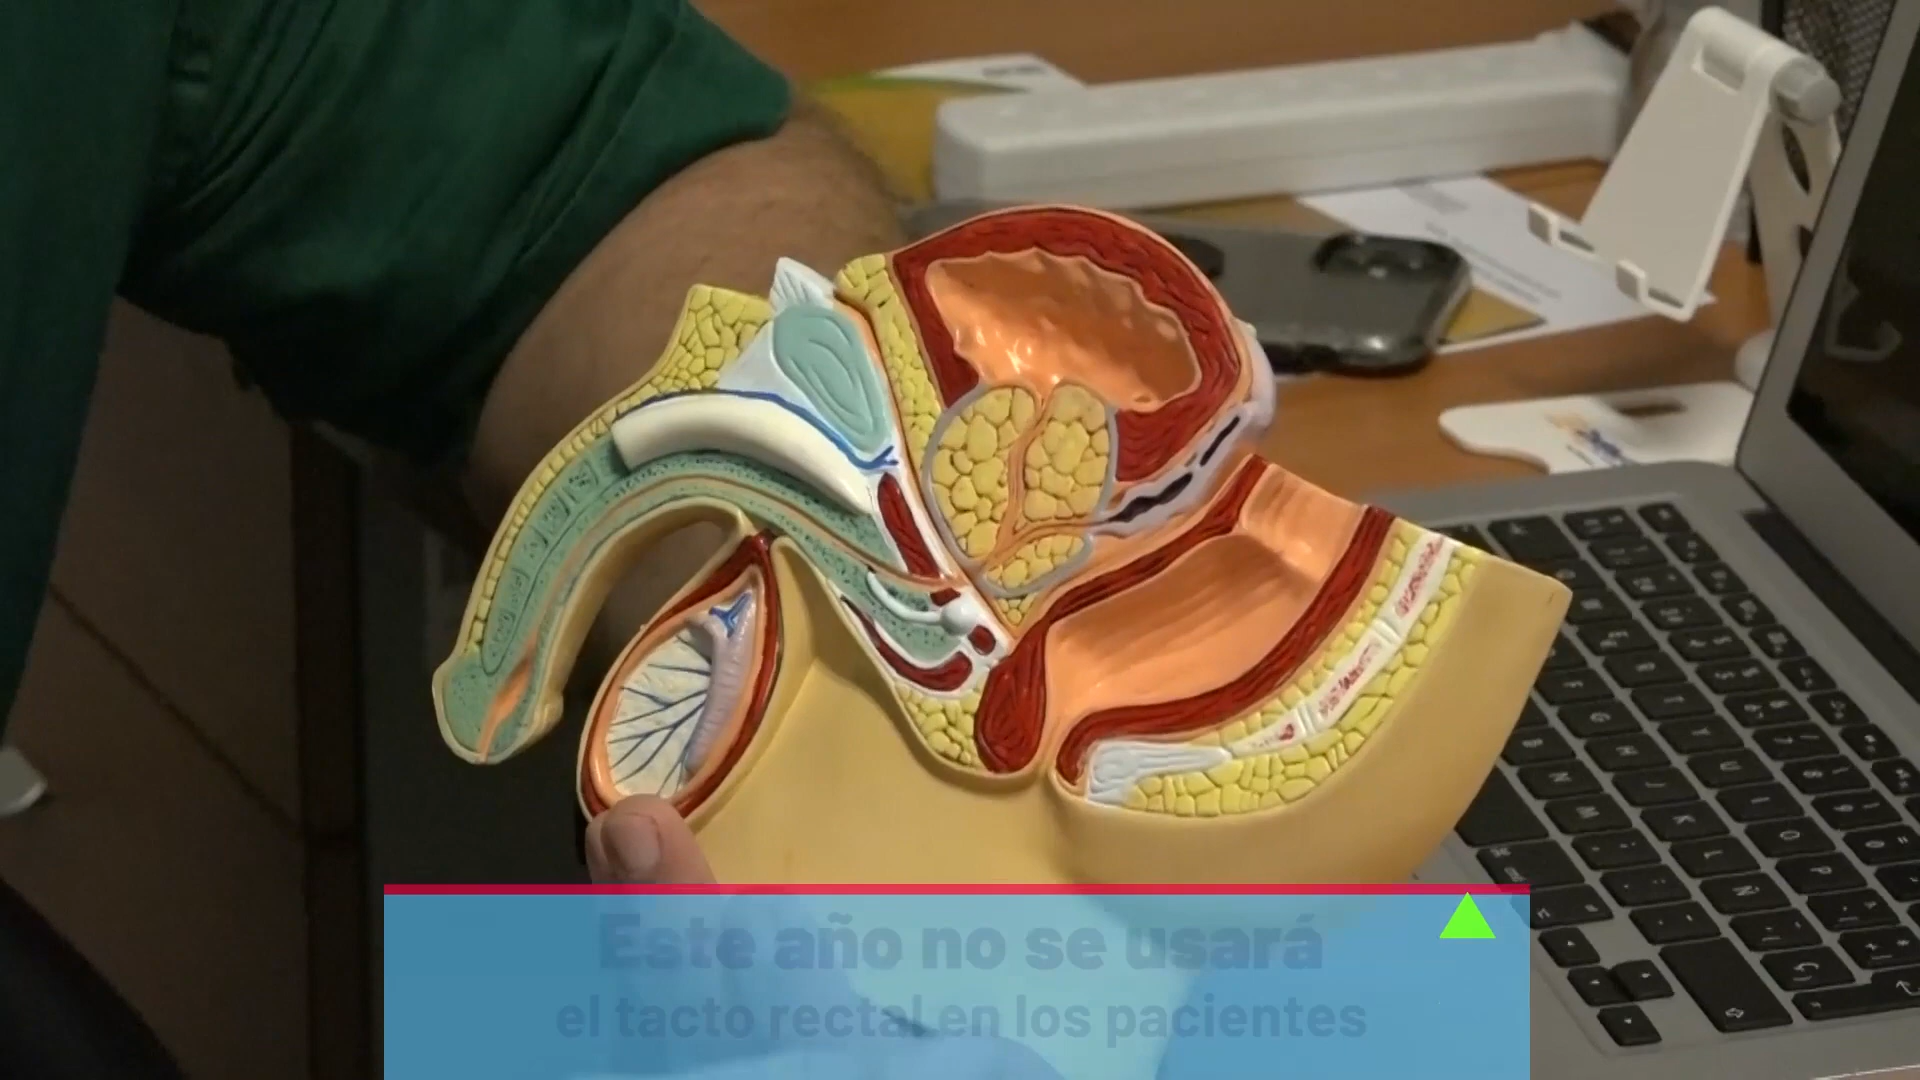 Este año no se usará
el tacto rectal en los pacientes